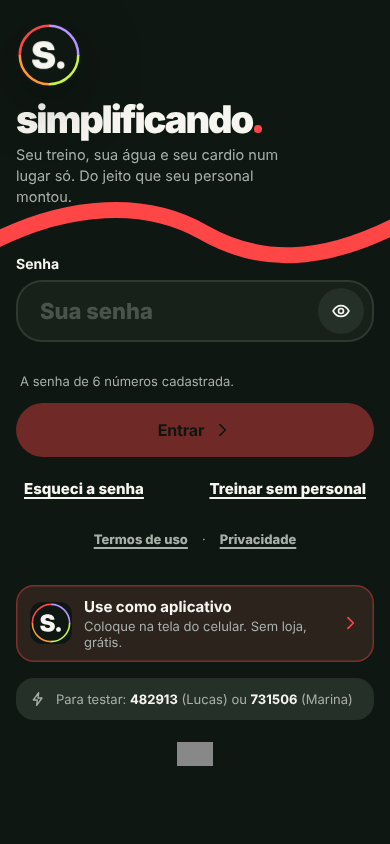 S.
simplificando.
Seu treino, sua água e seu cardio num
lugar só. Do jeito que seu personal
montou.
Senha
Sua senha
A senha de 6 números cadastrada.
Entrar
Esqueci a senha
Treinar sem personal
Termos de uso · Privacidade
S.
Use como aplicativo
Coloque na tela do celular. Sem loja,
grátis.
Para testar: 482913 (Lucas) ou 731506 (Marina)